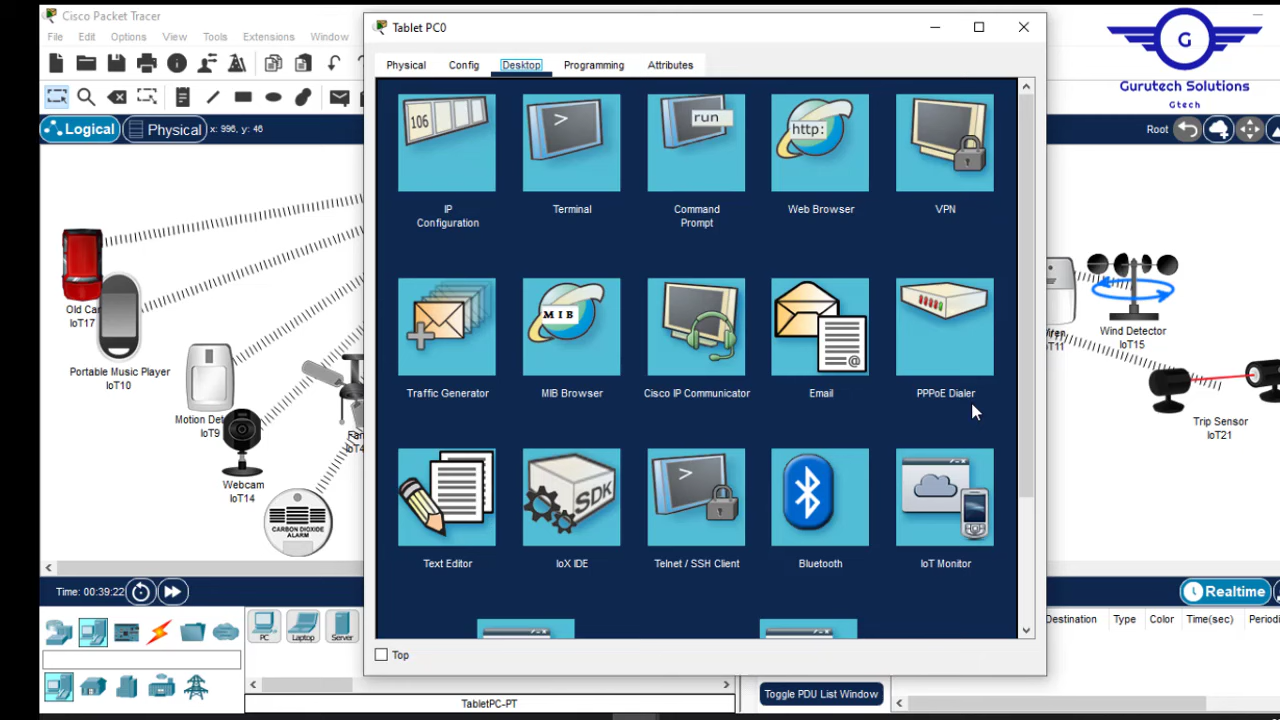 Cisco Packet Tracer
File Edit Options View Tools Extensions Window
Logical
Physical
x: 996, y: 46
Tablet PC0
Physical Config Desktop Programming Attributes
106
>
run
http:
IP
Configuration
Terminal
Command
Prompt
Web Browser
VPN
MIB
@
Traffic Generator
MIB Browser
Cisco IP Communicator
Email
PPPoE Dialer
SDK
>
Text Editor
IoX IDE
Telnet / SSH Client
Bluetooth
IoT Monitor
Top
G
Gurutech Solutions
Gtech
Root
Old Car
IoT17
Portable Music Player
IoT10
IoT9
Webcam
IoT14
CARBON DIOXIDE
ALARM
IoT11
Wind Detector
IoT15
Trip Sensor
IoT21
Time: 00:39:22
Realtime
PC
Laptop
Server
TabletPC-PT
Toggle PDU List Window
Destination Type Color Time(sec)